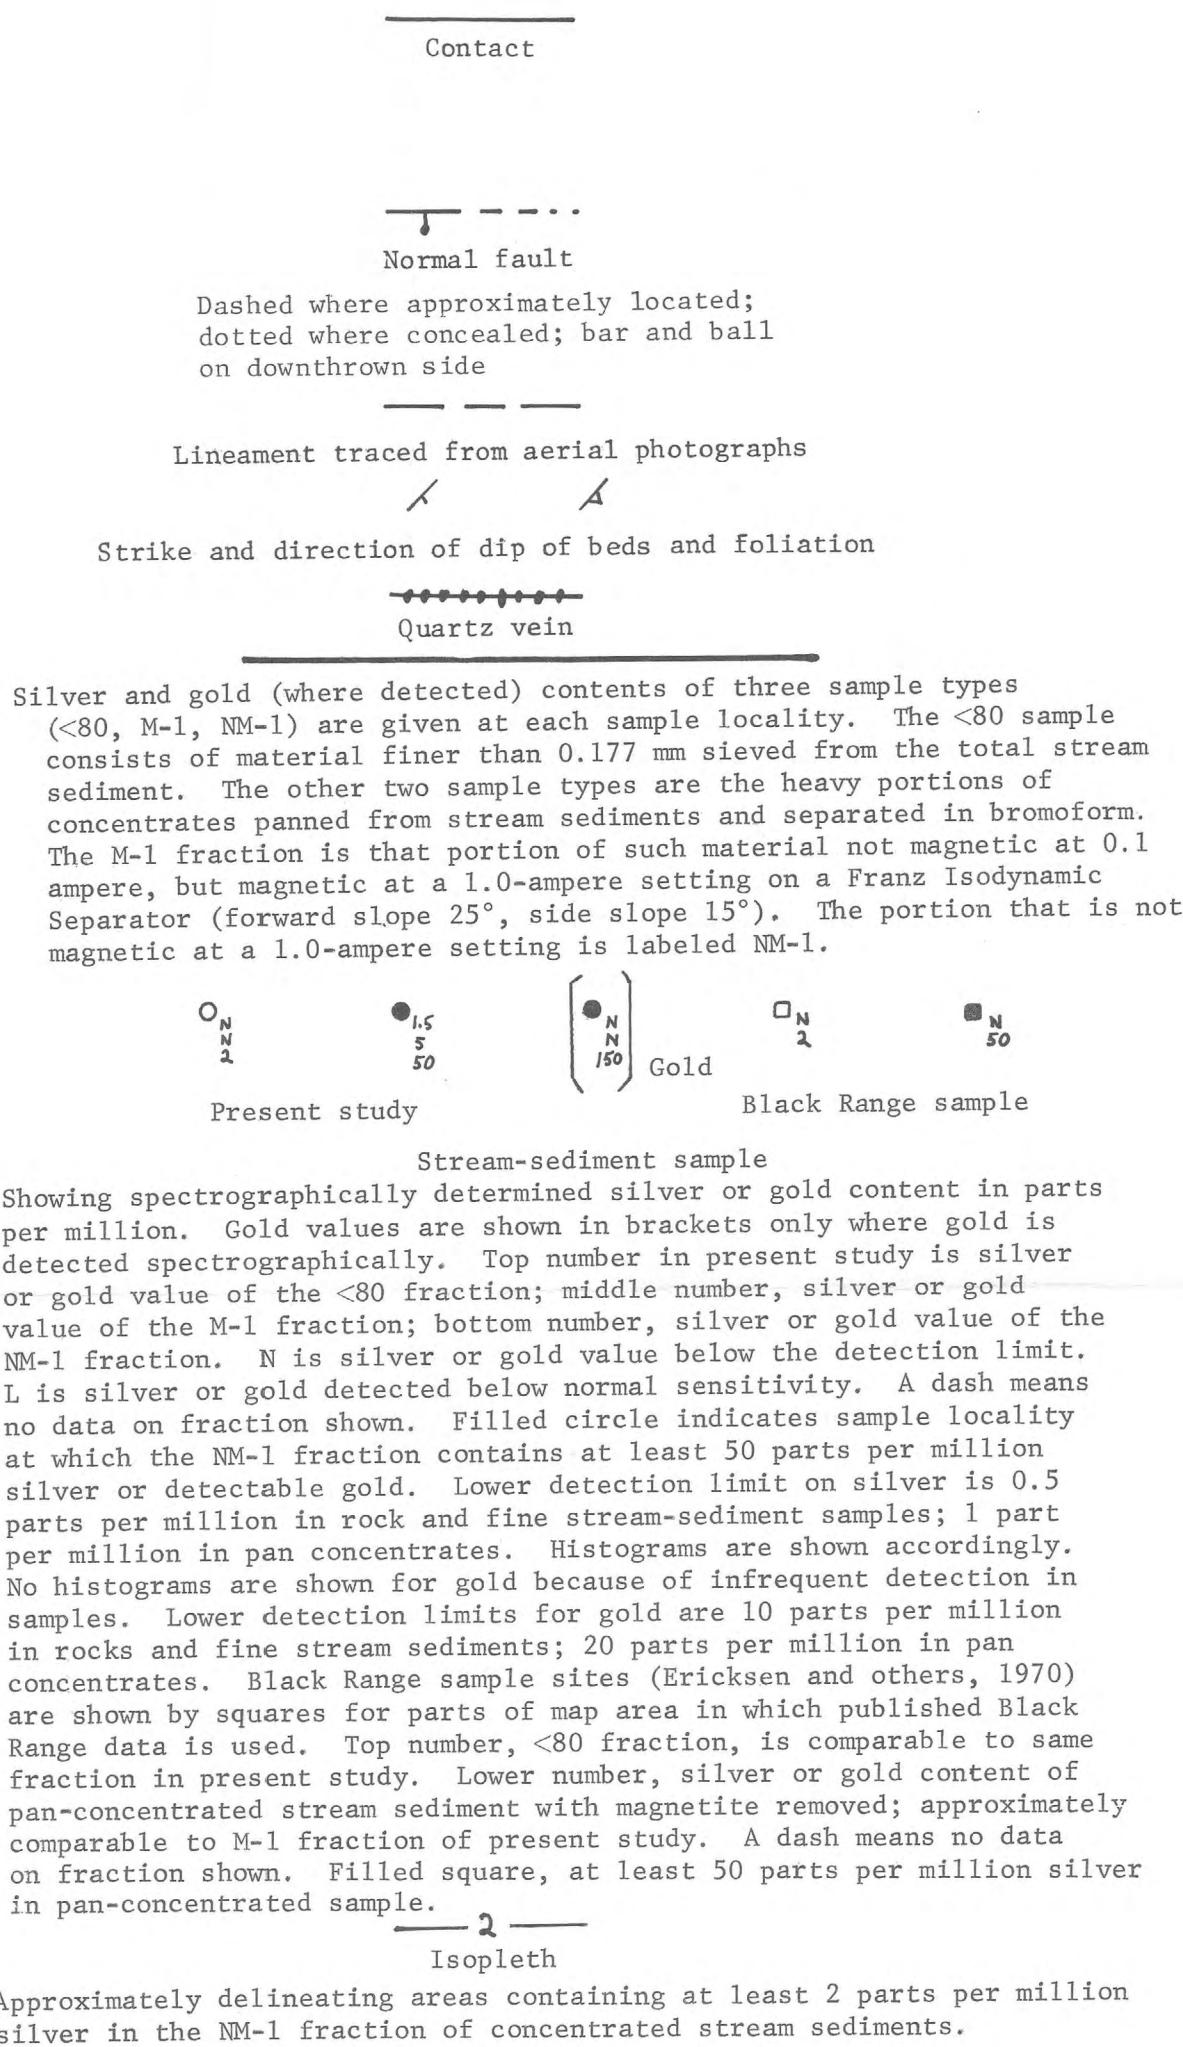 Contact
Normal fault
Dashed where approximately located;
dotted where concealed; bar and ball
on downthrown side
Lineament traced from aerial photographs
Strike and direction of dip of beds and foliation
Quartz vein
Silver and gold (where detected) contents of three sample types
(<80, M-1, NM-1) are given at each sample locality. The <80 sample
consists of material finer than 0.177 mm sieved from the total stream
sediment. The other two sample types are the heavy portions of
concentrates panned from stream sediments and separated in bromoform.
The M-1 fraction is that portion of such material not magnetic at 0.1
ampere, but magnetic at a 1.0-ampere setting on a Franz Isodynamic
Separator (forward slope 25°, side slope 15°). The portion that is not
magnetic at a 1.0-ampere setting is labeled NM-1.
N
N
2
1.5
5
50
N
N
150
Gold
N
2
N
50
Present study
Black Range sample
Stream-sediment sample
Showing spectrographically determined silver or gold content in parts
per million. Gold values are shown in brackets only where gold is
detected spectrographically. Top number in present study is silver
or gold value of the <80 fraction; middle number, silver or gold
value of the M-1 fraction; bottom number, silver or gold value of the
NM-1 fraction. N is silver or gold value below the detection limit.
L is silver or gold detected below normal sensitivity. A dash means
no data on fraction shown. Filled circle indicates sample locality
at which the NM-1 fraction contains at least 50 parts per million
silver or detectable gold. Lower detection limit on silver is 0.5
parts per million in rock and fine stream-sediment samples; 1 part
per million in pan concentrates. Histograms are shown accordingly.
No histograms are shown for gold because of infrequent detection in
samples. Lower detection limits for gold are 10 parts per million
in rocks and fine stream sediments; 20 parts per million in pan
concentrates. Black Range sample sites (Ericksen and others, 1970)
are shown by squares for parts of map area in which published Black
Range data is used. Top number, <80 fraction, is comparable to same
fraction in present study. Lower number, silver or gold content of
pan-concentrated stream sediment with magnetite removed; approximately
comparable to M-1 fraction of present study. A dash means no data
on fraction shown. Filled square, at least 50 parts per million silver
in pan-concentrated sample.
2
Isopleth
Approximately delineating areas containing at least 2 parts per million
silver in the NM-1 fraction of concentrated stream sediments.